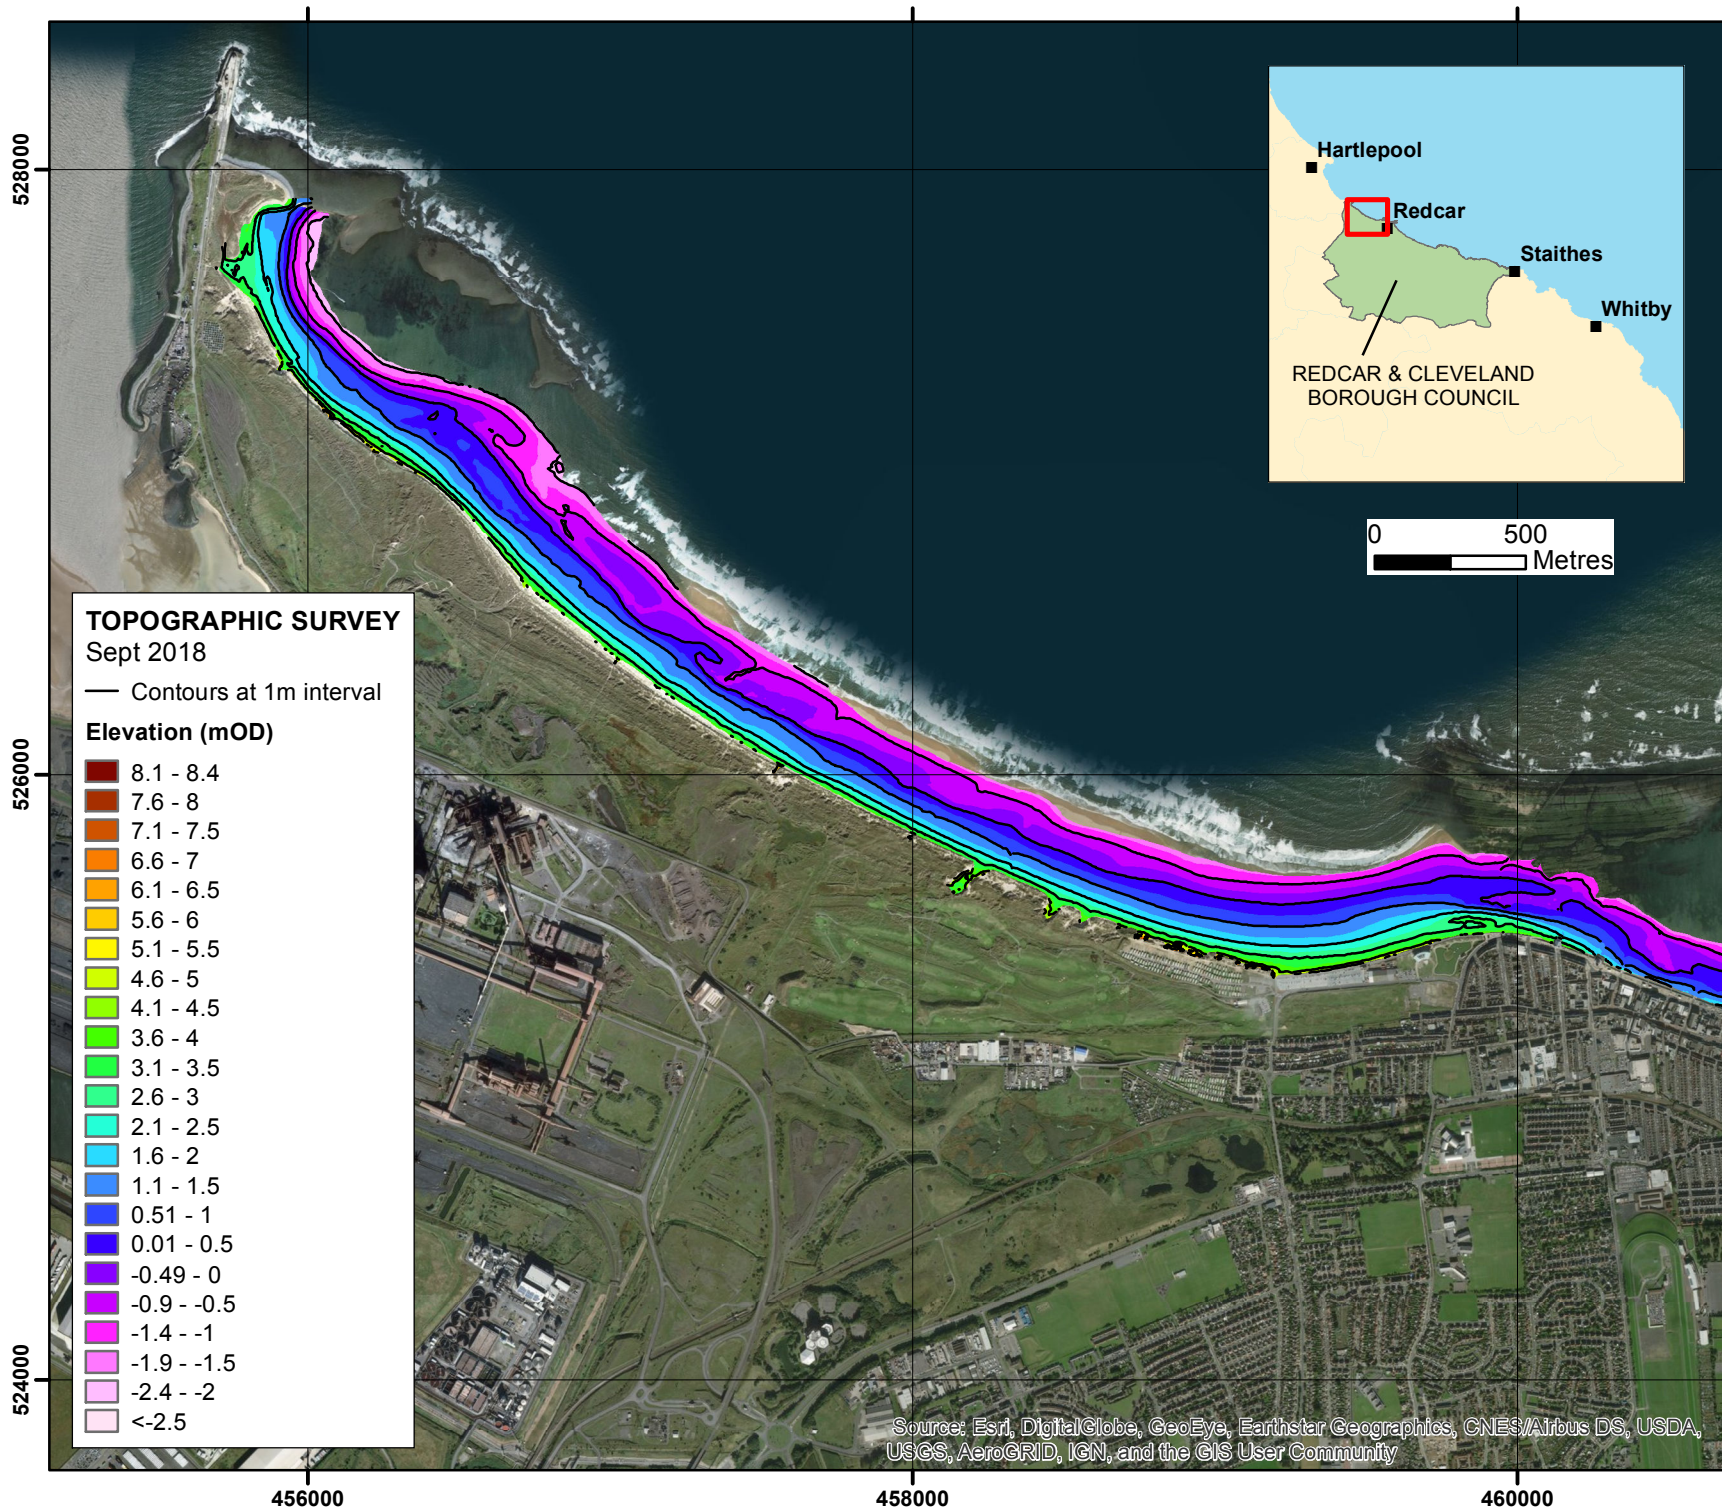 528000
526000
524000
456000
458000
460000
Hartlepool
Redcar
Staithes
Whitby
REDCAR & CLEVELAND
BOROUGH COUNCIL
0 500
Metres
TOPOGRAPHIC SURVEY
Sept 2018
Contours at 1m interval
Elevation (mOD)
8.1 - 8.4
7.6 - 8
7.1 - 7.5
6.6 - 7
6.1 - 6.5
5.6 - 6
5.1 - 5.5
4.6 - 5
4.1 - 4.5
3.6 - 4
3.1 - 3.5
2.6 - 3
2.1 - 2.5
1.6 - 2
1.1 - 1.5
0.51 - 1
0.01 - 0.5
-0.49 - 0
-0.9 - -0.5
-1.4 - -1
-1.9 - -1.5
-2.4 - -2
<-2.5
Source: Esri, DigitalGlobe, GeoEye, Earthstar Geographics, CNES/Airbus DS, USDA,
USGS, AeroGRID, IGN, and the GIS User Community